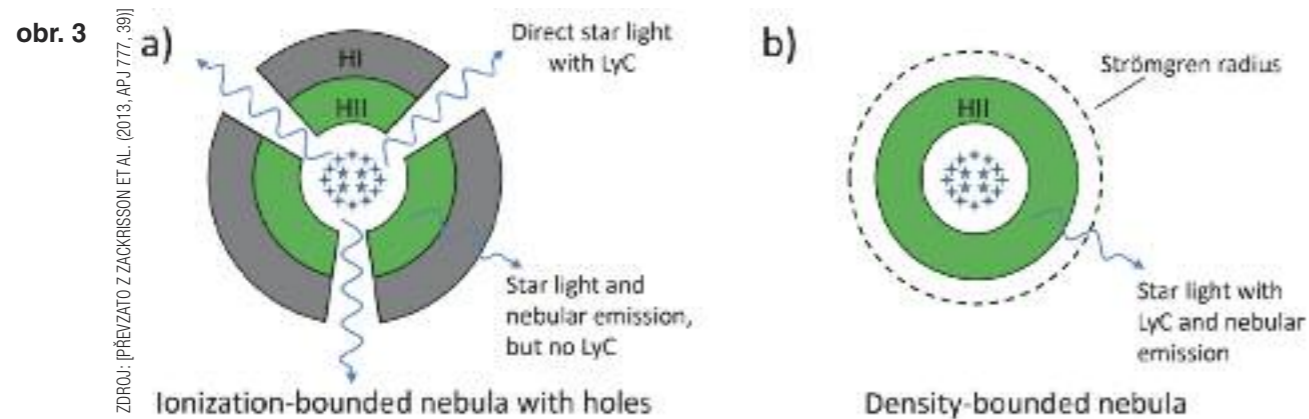 obr. 3
ZDROJ: [PŘEVZATO Z ZACKRISSON ET AL. (2013, APJ 777, 39)]
a)
HI
HII
Direct star light
with LyC
Star light and
nebular emission,
but no LyC
Ionization-bounded nebula with holes
b)
Strömgren radius
HII
Star light with
LyC and nebular
emission
Density-bounded nebula